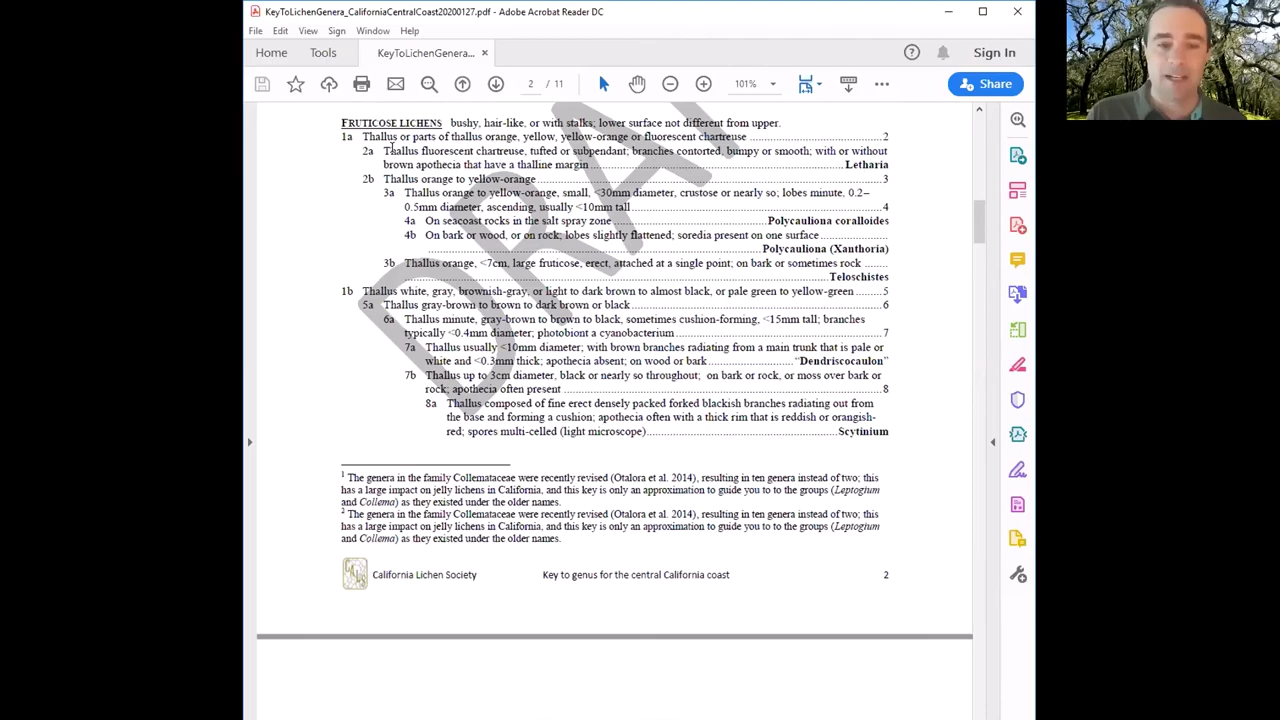 KeyToLichenGenera_CaliforniaCentralCoast20200127.pdf - Adobe Acrobat Reader DC
File Edit View Sign Window Help
Home Tools KeyToLichenGenera... × Sign In
2 / 11 101% Share
DRAF
FRUTICOSE LICHENS bushy, hair-like, or with stalks; lower surface not different from upper.
1a Thallus or parts of thallus orange, yellow, yellow-orange or fluorescent chartreuse 2
2a Thallus fluorescent chartreuse, tufted or subpendant; branches contorted, bumpy or smooth; with or without
brown apothecia that have a thalline margin Letharia
2b Thallus orange to yellow-orange 3
3a Thallus orange to yellow-orange, small, <30mm diameter, crustose or nearly so; lobes minute, 0.2–
0.5mm diameter, ascending, usually <10mm tall 4
4a On seacoast rocks in the salt spray zone Polycauliona coralloides
4b On bark or wood, or on rock; lobes slightly flattened; soredia present on one surface
Polycauliona (Xanthoria)
3b Thallus orange, <7cm, large fruticose, erect, attached at a single point; on bark or sometimes rock
Teloschistes
1b Thallus white, gray, brownish-gray, or light to dark brown to almost black, or pale green to yellow-green 5
5a Thallus gray-brown to brown to dark brown or black 6
6a Thallus minute, gray-brown to brown to black, sometimes cushion-forming, <15mm tall; branches
typically <0.4mm diameter; photobiont a cyanobacterium 7
7a Thallus usually <10mm diameter; with brown branches radiating from a main trunk that is pale or
white and <0.3mm thick; apothecia absent; on wood or bark "Dendriscocaulon"
7b Thallus up to 3cm diameter, black or nearly so throughout; on bark or rock, or moss over bark or
rock; apothecia often present 8
8a Thallus composed of fine erect densely packed forked blackish branches radiating out from
the base and forming a cushion; apothecia often with a thick rim that is reddish or orangish-
red; spores multi-celled (light microscope) Scytinium
1 The genera in the family Collemataceae were recently revised (Otalora et al. 2014), resulting in ten genera instead of two; this
has a large impact on jelly lichens in California, and this key is only an approximation to guide you to to the groups (Leptogium
and Collema) as they existed under the older names.
2 The genera in the family Collemataceae were recently revised (Otalora et al. 2014), resulting in ten genera instead of two; this
has a large impact on jelly lichens in California, and this key is only an approximation to guide you to to the groups (Leptogium
and Collema) as they existed under the older names.
California Lichen Society Key to genus for the central California coast 2